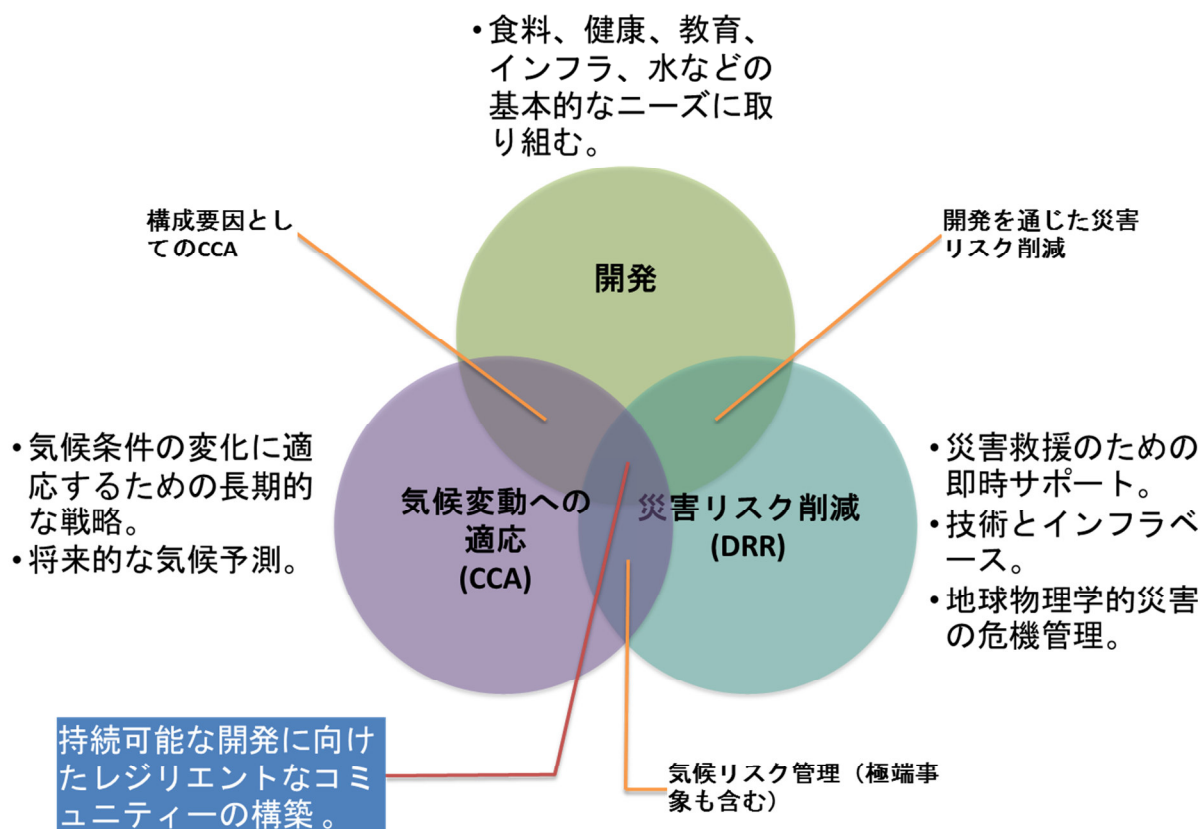 •食料、健康、教育、
インフラ、水などの
基本的なニーズに取
り組む。
構成要因とし
てのCCA
開発を通じた災害
リスク削減
開発
•気候条件の変化に適
応するための長期的
な戦略。
•将来的な気候予測。
気候変動への
適応
(CCA)
災害リスク削減
(DRR)
•災害救援のための
即時サポート。
•技術とインフラベ
ース。
•地球物理学的災害
の危機管理。
持続可能な開発に向け
たレジリエントなコミ
ュニティーの構築。
気候リスク管理（極端事
象も含む）